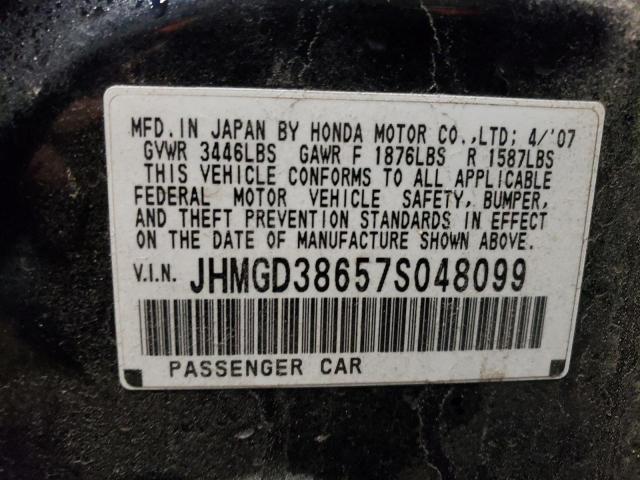 MFD. IN JAPAN BY HONDA MOTOR CO.,LTD; 4/'07
GVWR 3446LBS GAWR F 1876LBS R 1587LBS
THIS VEHICLE CONFORMS TO ALL APPLICABLE
FEDERAL MOTOR VEHICLE SAFETY, BUMPER,
AND THEFT PREVENTION STANDARDS IN EFFECT
ON THE DATE OF MANUFACTURE SHOWN ABOVE.
V.I.N. JHMGD38657S048099
PASSENGER CAR